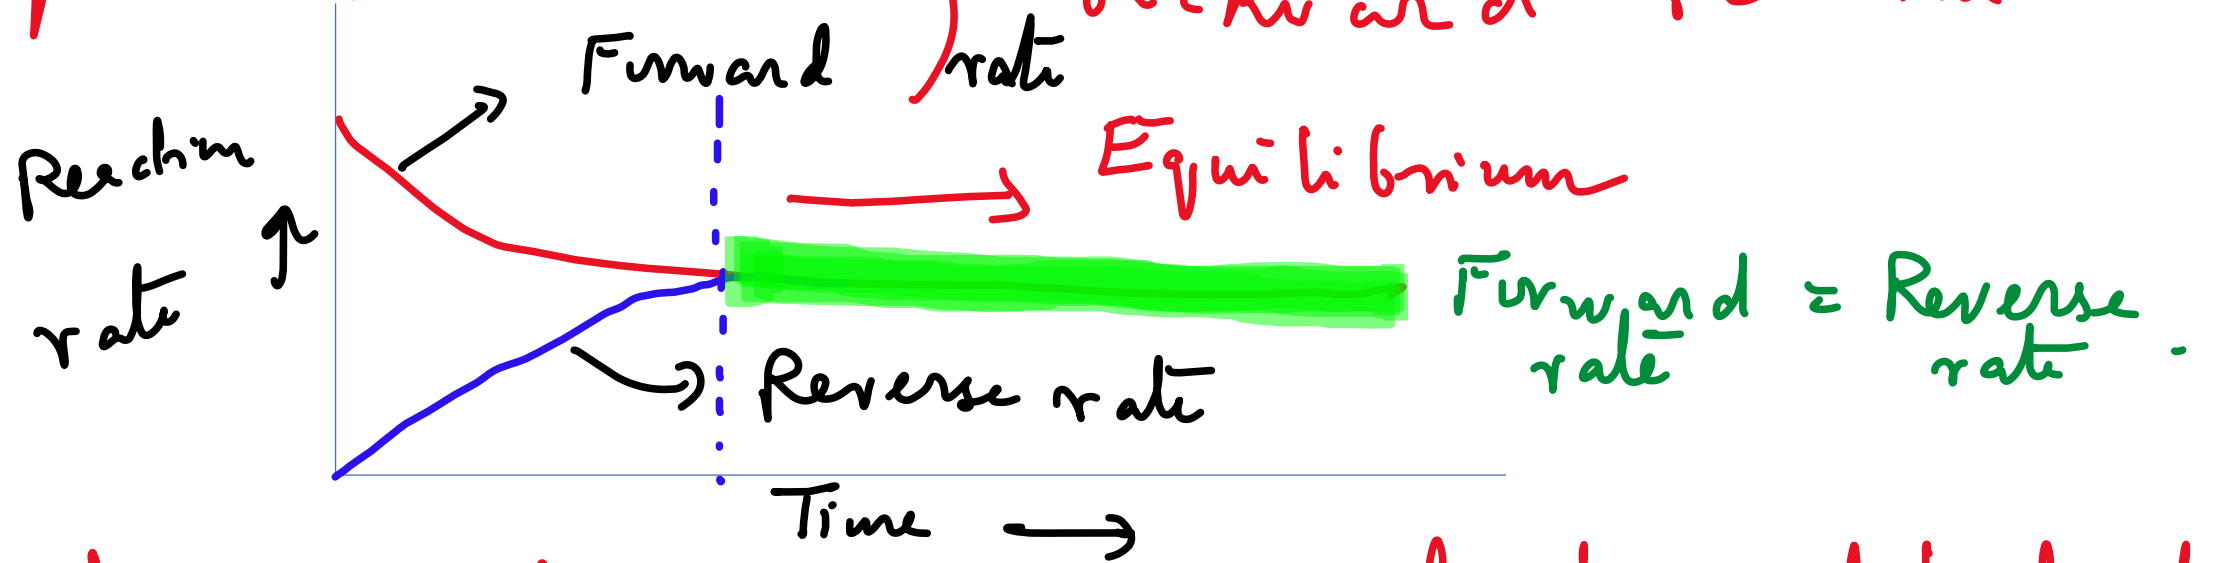 Forward rate
Equilibrium
Reaction
rate
Forward = Reverse
rate rate
Reverse rate
Time